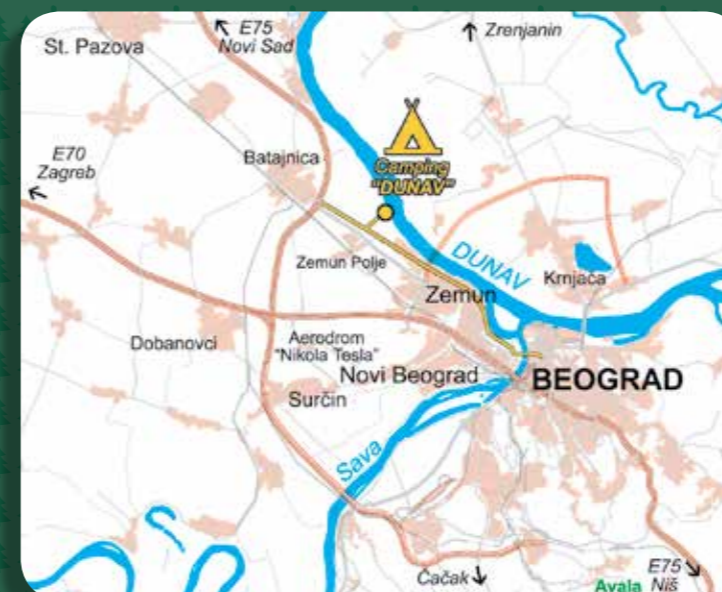 E75
Novi Sad
Zrenjanin
St. Pazova
E70
Zagreb
Batajnica
Camping
"DUNAV"
Zemun Polje
DUNAV
Krnjača
Zemun
Dobanovci
Aerodrom
"Nikola Tesla"
Novi Beograd
BEOGRAD
Surčin
Sava
Čačak
E75
Niš
Avala